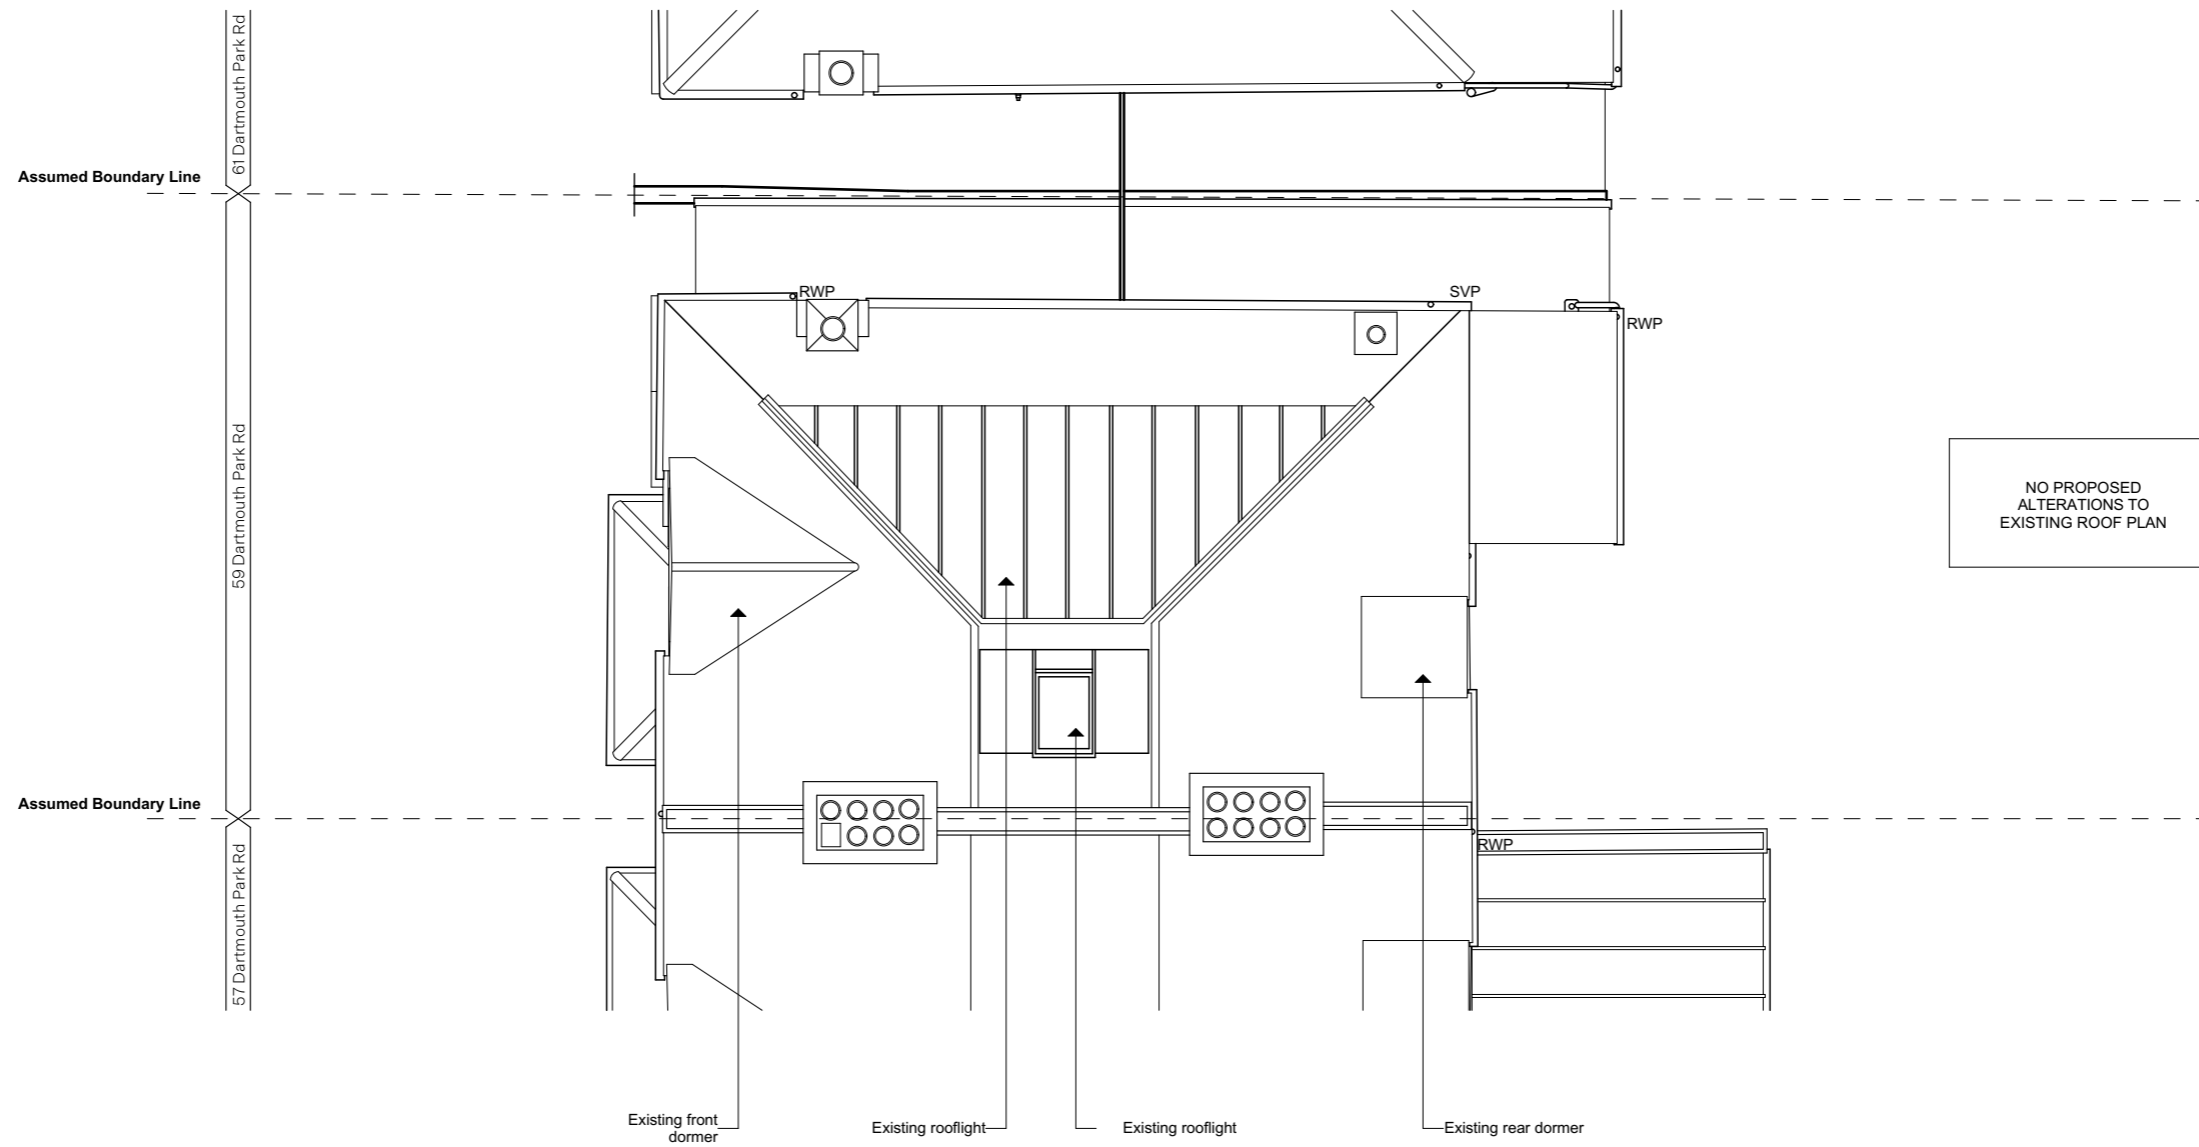 61 Dartmouth Park Rd
Assumed Boundary Line
RWP
SVP
RWP
59 Dartmouth Park Rd
NO PROPOSED
ALTERATIONS TO
EXISTING ROOF PLAN
Assumed Boundary Line
RWP
57 Dartmouth Park Rd
Existing front
dormer
Existing rooflight
Existing rooflight
Existing rear dormer